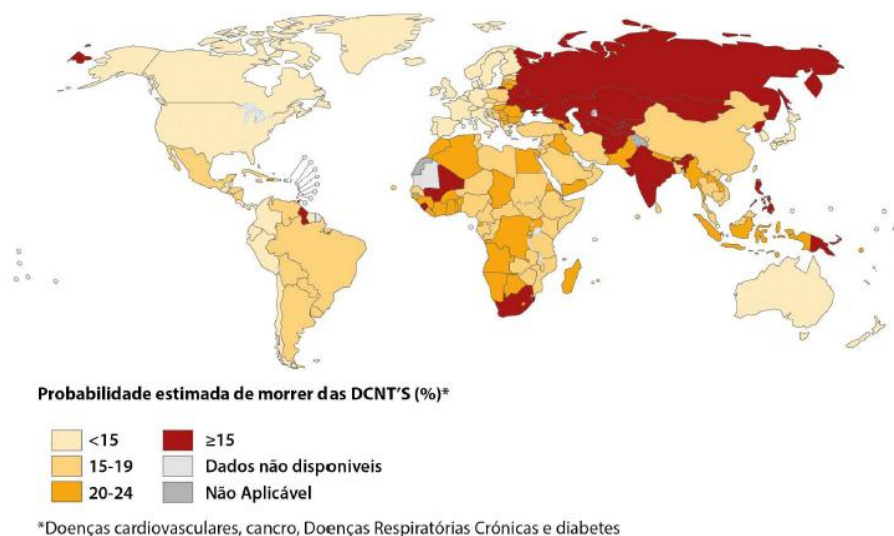 Probabilidade estimada de morrer das DCNT'S (%)*
<15
≥15
15-19
Dados não disponiveis
20-24
Não Aplicável
*Doenças cardiovasculares, cancro, Doenças Respiratórias Crónicas e diabetes